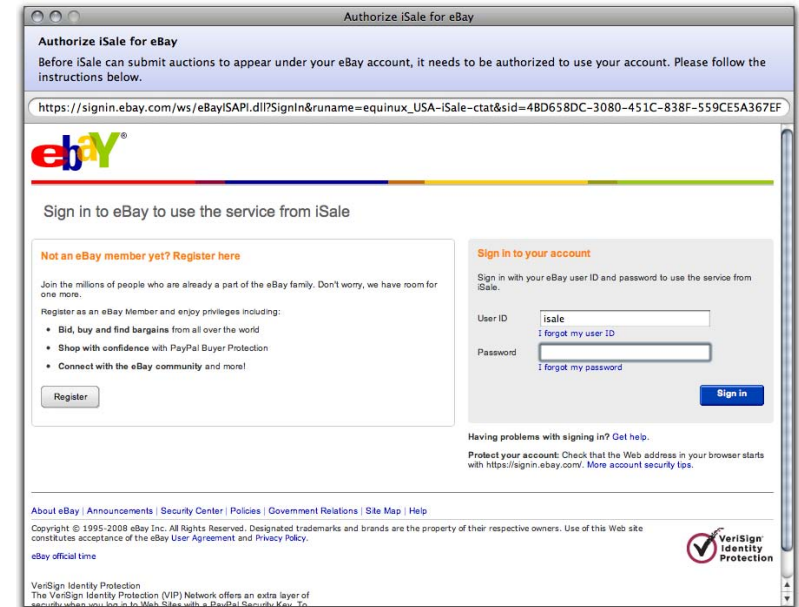 Authorize iSale for eBay
Authorize iSale for eBay
Before iSale can submit auctions to appear under your eBay account, it needs to be authorized to use your account. Please follow the
instructions below.
https://signin.ebay.com/ws/eBayISAPI.dll?SignIn&runame=equinux_USA-iSale-ctat&sid=4BD658DC-3080-451C-838F-559CE5A367EF
ebY®
Sign in to eBay to use the service from iSale
Not an eBay member yet? Register here
Join the millions of people who are already a part of the eBay family. Don't worry, we have room for
one more.
Register as an eBay Member and enjoy privileges including:
• Bid, buy and find bargains from all over the world
• Shop with confidence with PayPal Buyer Protection
• Connect with the eBay community and more!
Register
Sign in to your account
Sign in with your eBay user ID and password to use the service from
iSale.
User ID isale
I forgot my user ID
Password
I forgot my password
Sign in
Having problems with signing in? Get help.
Protect your account: Check that the Web address in your browser starts
with https://signin.ebay.com/. More account security tips.
About eBay | Announcements | Security Center | Policies | Government Relations | Site Map | Help
Copyright © 1995-2008 eBay Inc. All Rights Reserved. Designated trademarks and brands are the property of their respective owners. Use of this Web site
constitutes acceptance of the eBay User Agreement and Privacy Policy.
eBay official time
VeriSign
Identity
Protection
VeriSign Identity Protection
The VeriSign Identity Protection (VIP) Network offers an extra layer of
security when you log in to Web Sites with a PayPal Security Key. To